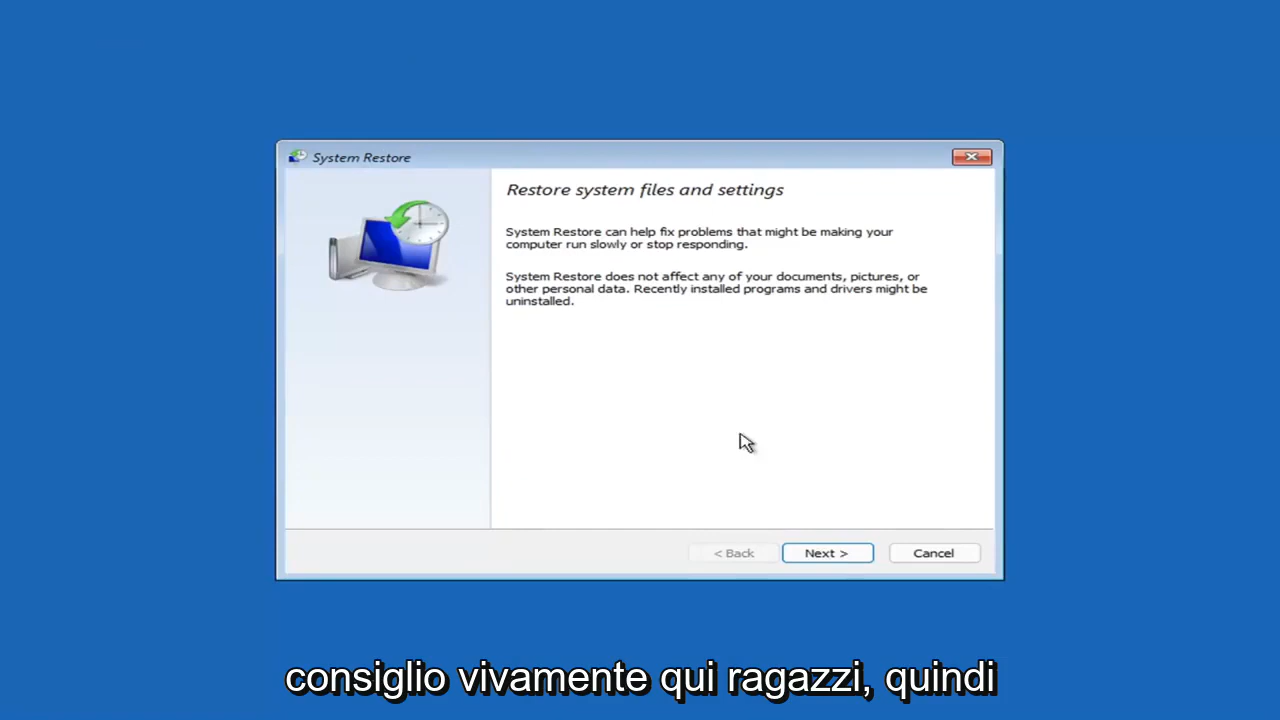 System Restore
Restore system files and settings
System Restore can help fix problems that might be making your
computer run slowly or stop responding.
System Restore does not affect any of your documents, pictures, or
other personal data. Recently installed programs and drivers might be
uninstalled.
< Back Next > Cancel
consiglio vivamente qui ragazzi, quindi